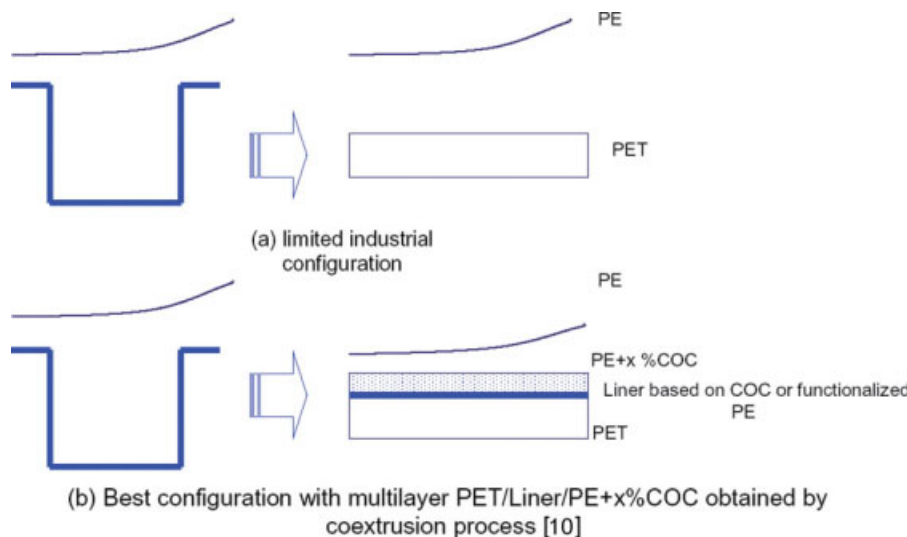 PE
PET
(a) limited industrial
configuration
PE
PE+x %COC
Liner based on COC or functionalized
PE
PET
(b) Best configuration with multilayer PET/Liner/PE+x%COC obtained by
coextrusion process [10]